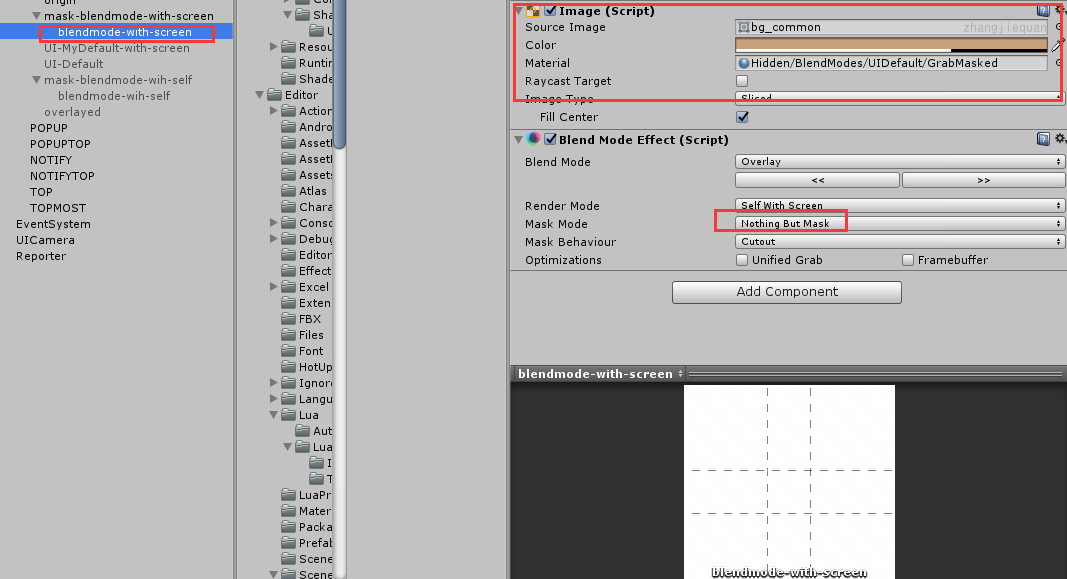 origin
mask-blendmode-with-screen
blendmode-with-screen
UI-MyDefault-with-screen
UI-Default
mask-blendmode-wih-self
blendmode-wih-self
overlayed
POPUP
POPUPTOP
NOTIFY
NOTIFYTOP
TOP
TOPMOST
EventSystem
UICamera
Reporter
Co
Sha
U
Resou
Runtir
Shade
Editor
Action
Andro
AssetI
AssetI
Assets
Atlas
Chara
Consc
Debug
Editor
Effect
Excel
Exten
FBX
Files
Font
HotUp
Ignore
Langu
Lua
Aut
Lua
I
T
LuaPr
Mater
Packa
Prefab
Scene
Scene
Image (Script)
Source Image
bg_common
zhangjiequan
Color
Material
Hidden/BlendModes/UIDefault/GrabMasked
Raycast Target
Image Type
Sliced
Fill Center
Blend Mode Effect (Script)
Blend Mode
Overlay
<<
>>
Render Mode
Self With Screen
Mask Mode
Nothing But Mask
Mask Behaviour
Cutout
Optimizations
Unified Grab
Framebuffer
Add Component
blendmode-with-screen
blendmode-with-screen